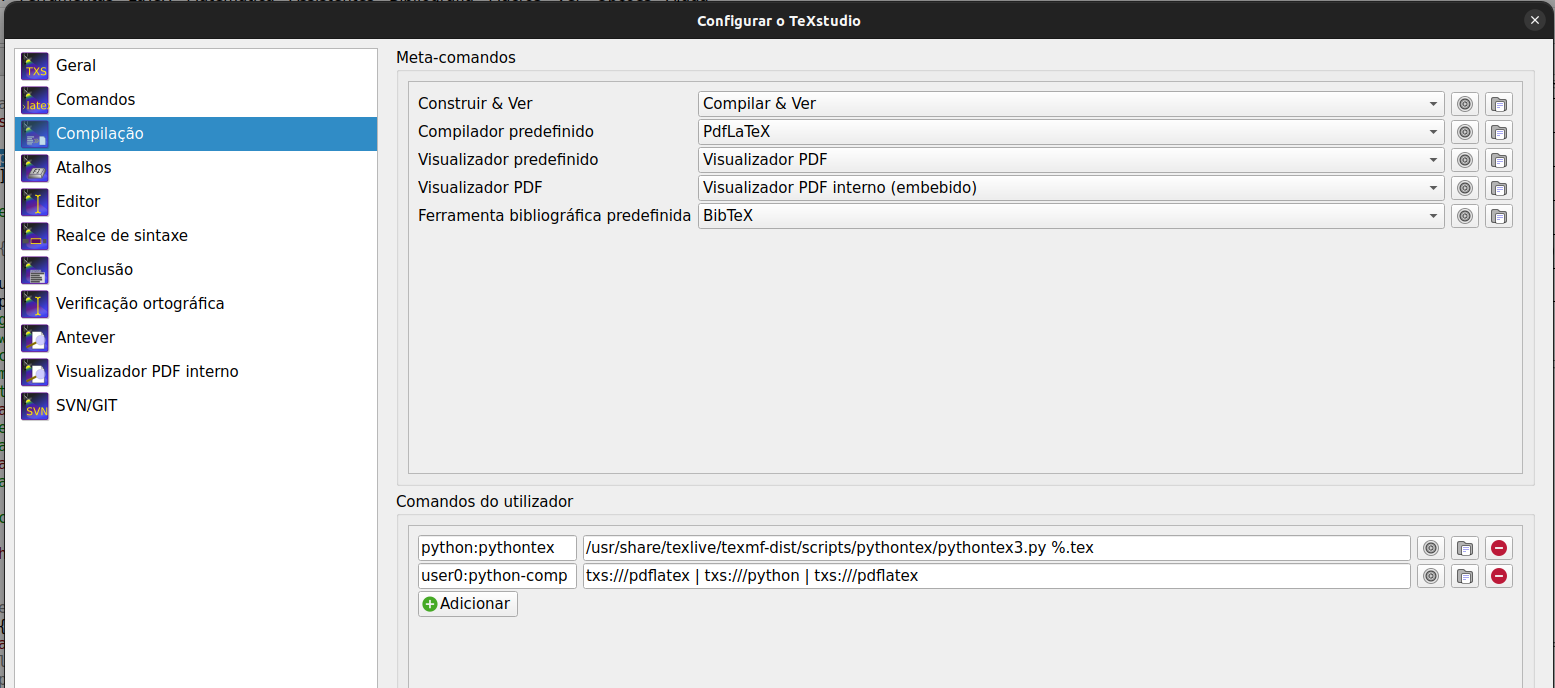 Configurar o TeXstudio
Geral
Comandos
Compilação
Atalhos
Editor
Realce de sintaxe
Conclusão
Verificação ortográfica
Antever
Visualizador PDF interno
SVN/GIT
Meta-comandos
Construir & Ver Compilar & Ver
Compilador predefinido PdfLaTeX
Visualizador predefinido Visualizador PDF
Visualizador PDF Visualizador PDF interno (embebido)
Ferramenta bibliográfica predefinida BibTeX
Comandos do utilizador
python:pythontex /usr/share/texlive/texmf-dist/scripts/pythontex/pythontex3.py %.tex
user0:python-comp txs:///pdflatex | txs:///python | txs:///pdflatex
Adicionar